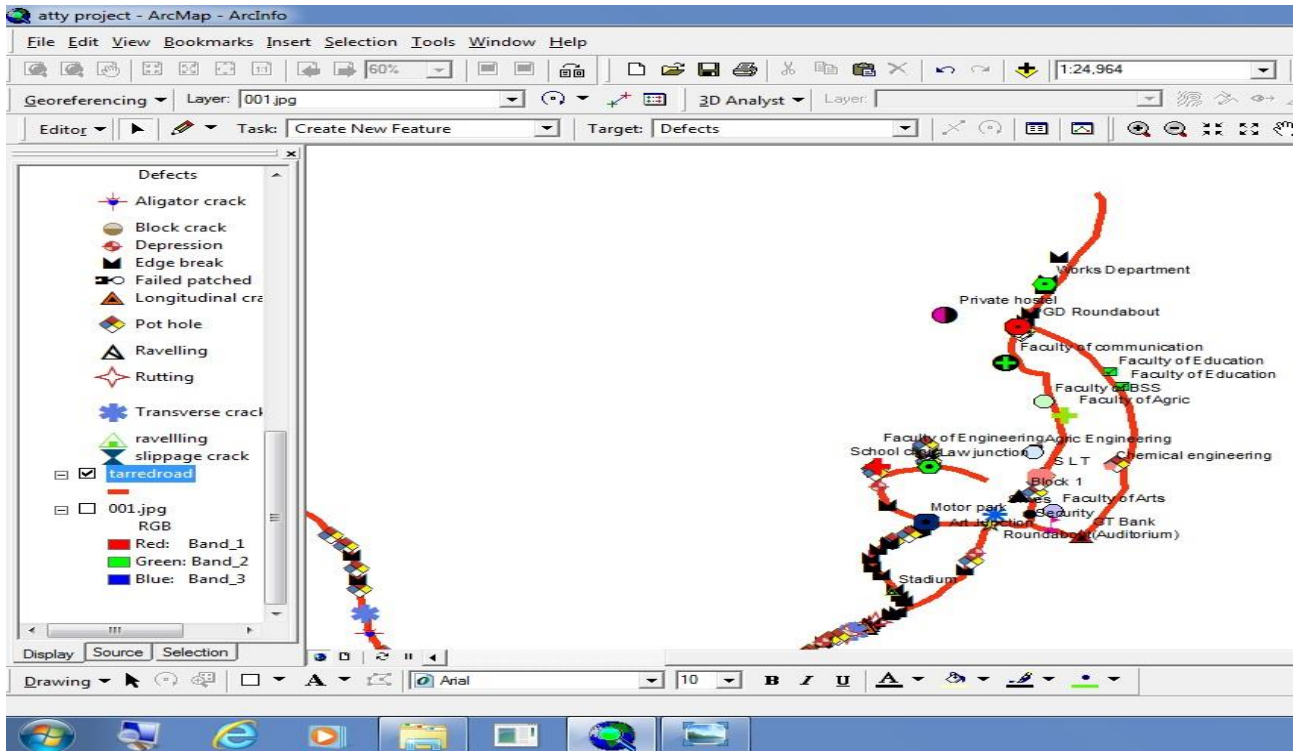 atty project - ArcMap - ArcInfo
File Edit View Bookmarks Insert Selection Tools Window Help
60% 1:24,964
Georeferencing Layer: 001.jpg 3D Analyst Layer:
Editor Task: Create New Feature Target: Defects
Defects
Aligator crack
Block crack
Depression
Edge break
Failed patched
Longitudinal cra
Pot hole
Ravelling
Rutting
Transverse crack
ravellling
slippage crack
tarredroad
001.jpg
RGB
Red: Band_1
Green: Band_2
Blue: Band_3
Display Source Selection
Works Department
Private hostel
PGD Roundabout
Faculty of communication
Faculty of Education
Faculty of Education
Faculty of BSS
Faculty of Agric
Faculty of Engineering
Agric Engineering
School Law junction
S L T
Chemical engineering
Block 1
Faculty of Arts
Motor park
Security
Art Junction
GT Bank
Roundabout (Auditorium)
Stadium
Drawing A Arial 10 B I U A